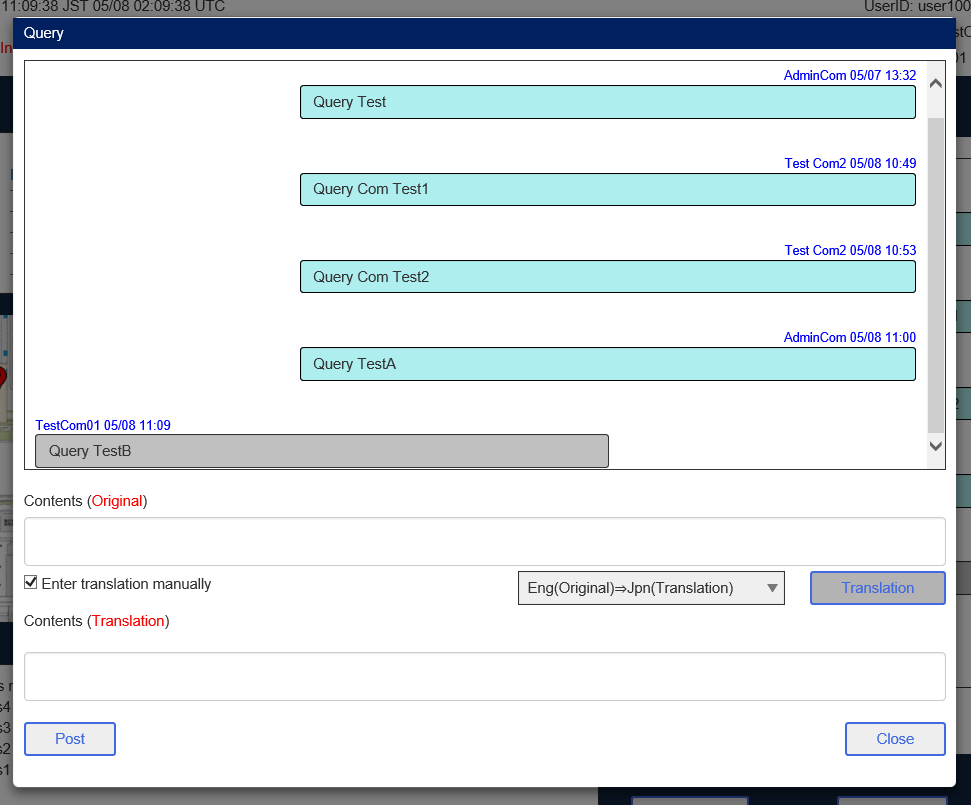 11:09:38 JST 05/08 02:09:38 UTC
UserID: user100
Query
AdminCom 05/07 13:32
Query Test
Test Com2 05/08 10:49
Query Com Test1
Test Com2 05/08 10:53
Query Com Test2
AdminCom 05/08 11:00
Query TestA
TestCom01 05/08 11:09
Query TestB
Contents (Original)
Enter translation manually
Eng(Original)⇒Jpn(Translation)
Translation
Contents (Translation)
Post
Close